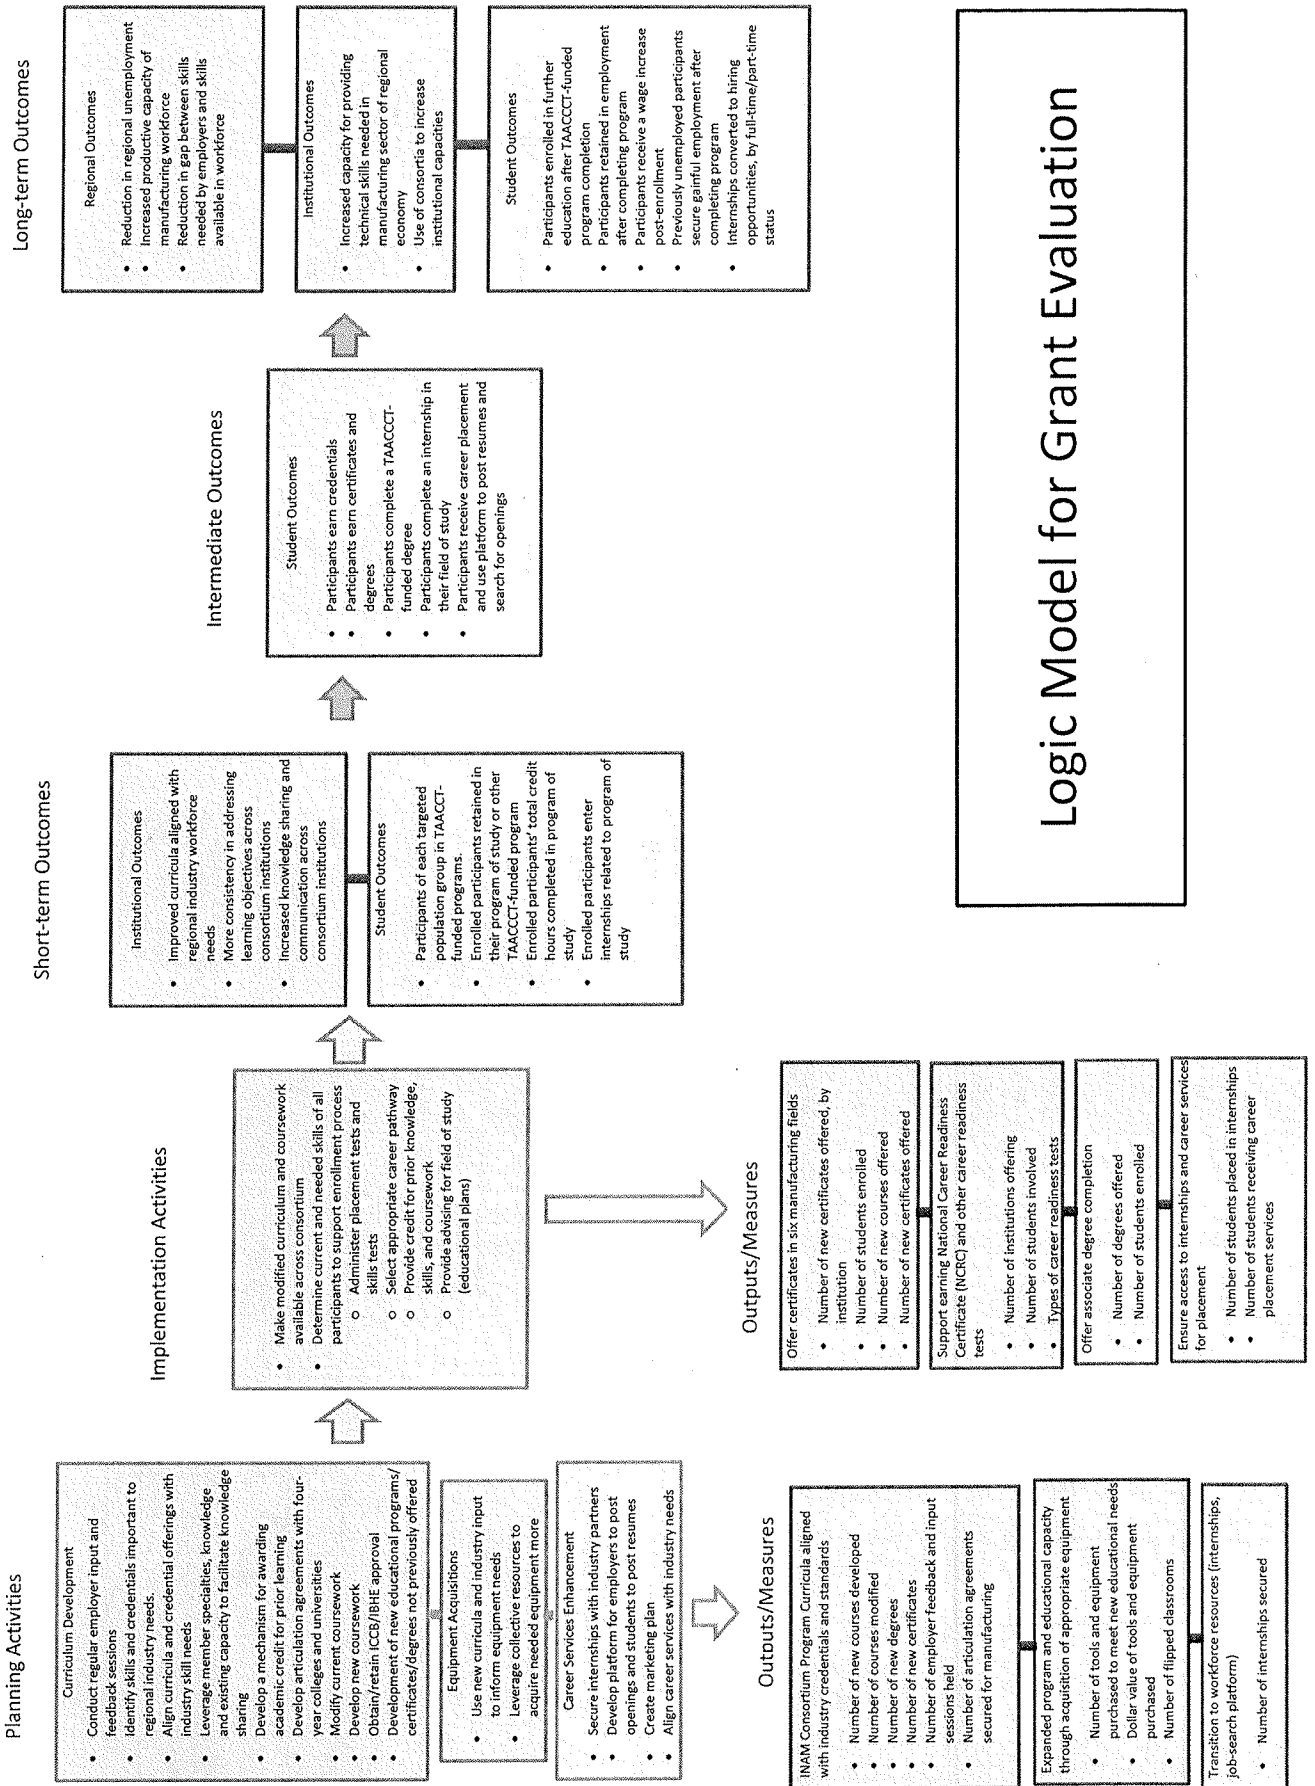 Planning Activities
Curriculum Development
• Conduct regular employer input and
feedback sessions
• Identify skills and credentials important to
regional industry needs.
• Align curricula and credential offerings with
industry skill need
• Leverage member specialties, knowledge
and existing capacity to facilitate knowledge
sharing
• Develop a mechanism for awarding
academic credit for prior learning
• Develop articulation agreements with four-
year colleges and universities
• Modify current coursework
• Develop new coursework
• Obtain/retain ICCB/IBHE approval
• Development of new educational programs/
certificates/degrees not previously offered
Equipment Acquisitions
• Use new curricula and industry input
to inform equipment needs
• Leverage collective resources to
acquire needed equipment more
Career Services Enhancement
• Secure internships with industry partners
• Develop platform for employers to post
openings and students to post resumes
• Create marketing plan
• Align career services with industry needs
Outputs/Measures
INAM Consortium Program Curricula aligned
with industry credentials and standards
• Number of new courses developed
• Number of courses modified
• Number of new degrees
• Number of new certificates
• Number of employer feedback and input
sessions held
• Number of articulation agreements
secured for manufacturing
Expanded program and educational capacity
through acquisition of appropriate equipment
• Number of tools and equipment
purchased to meet new educational needs
• Dollar value of tools and equipment
purchased
• Number of flipped classrooms
Transition to workforce resources (internships,
job-search platform)
• Number of internships secured
Implementation Activities
• Make modified curriculum and coursework
available across consortium
• Determine current and needed skills of all
participants to support enrollment process
o Administer placement tests and
skills tests
o Select appropriate career pathway
o Provide credit for prior knowledge,
skills, and coursework
o Provide advising for field of study
(educational plans)
Outputs/Measures
Offer certificates in six manufacturing fields
• Number of new certificates offered, by
institution
• Number of students enrolled
• Number of new courses offered
• Number of new certificates offered
Support earning National Career Readiness
Certificate (NCRC) and other career readiness
tests
• Number of institutions offering
• Number of students involved
• Types of career readiness tests
Offer associate degree completion
• Number of degrees offered
• Number of students enrolled
Ensure access to internships and career services
for placement
• Number of students placed in internships
• Number of students receiving career
placement services
Short-term Outcomes
Institutional Outcomes
• Improved curricula aligned with
regional industry workforce
needs
• More consistency in addressing
learning objectives across
consortium institutions
• Increased knowledge sharing and
communication across
consortium institutions
Student Outcomes
• Participants of each targeted
population group in TAACCT-
funded programs.
• Enrolled participants retained in
their program of study or other
TAACCCT-funded program
• Enrolled participants' total credit
hours completed in program of
study
• Enrolled participants enter
internships related to program of
study
Intermediate Outcomes
Student Outcomes
• Participants earn credentials
• Participants earn certificates and
degrees
• Participants complete a TAACCCT-
funded degree
• Participants complete an internship in
their field of study
• Participants receive career placement
and use platform to post resumes and
search for openings
Long-term Outcomes
Regional Outcomes
• Reduction in regional unemployment
• Increased productive capacity of
manufacturing workforce
• Reduction in gap between skills
needed by employers and skills
available in workforce
Institutional Outcomes
• Increased capacity for providing
technical skills needed in
manufacturing sector of regional
economy
• Use of consortia to increase
institutional capacities
Student Outcomes
• Participants enrolled in further
education after TAACCCT-funded
program completion
• Participants retained in employment
after completing program
• Participants receive a wage increase
post-enrollment
• Previously unemployed participants
secure gainful employment after
completing program
• Internships converted to hiring
opportunities, by full-time/part-time
status
Logic Model for Grant Evaluation